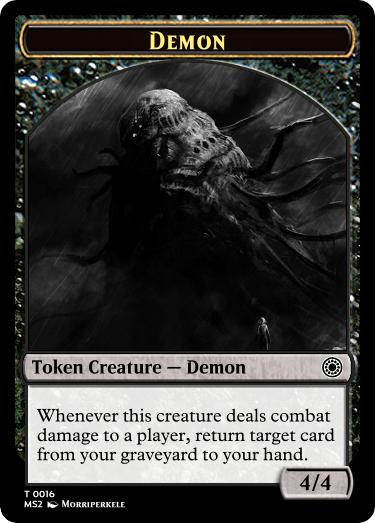 Demon
Token Creature — Demon
Whenever this creature deals combat
damage to a player, return target card
from your graveyard to your hand.
4/4
T 0016
MS2 Morriperkele